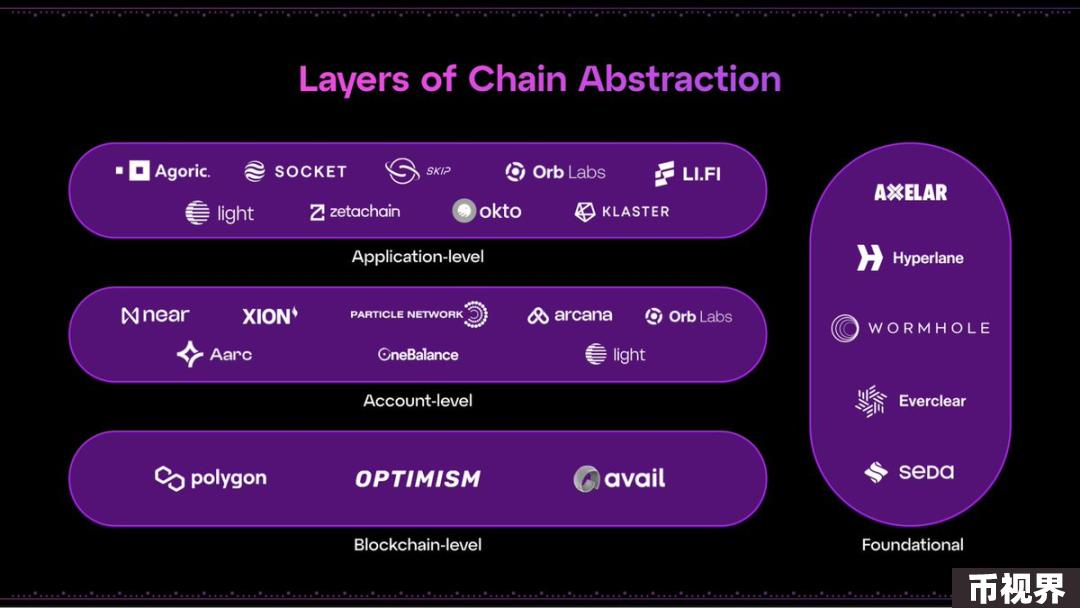 Layers of Chain Abstraction
Agoric. SOCKET SKIP Orb Labs LI.FI
light zetachain okto KLASTER
Application-level
near XION PARTICLE NETWORK arcana Orb Labs
Aarc OneBalance light
Account-level
polygon OPTIMISM avail
Blockchain-level
AXELAR
Hyperlane
WORMHOLE
Everclear
SEDA
Foundational
币视界